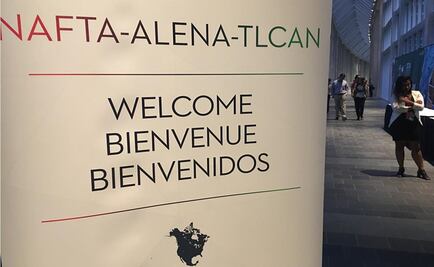 NAFTA-ALENA-TLCAN
WELCOME
BIENVENUE
BIENVENIDOS